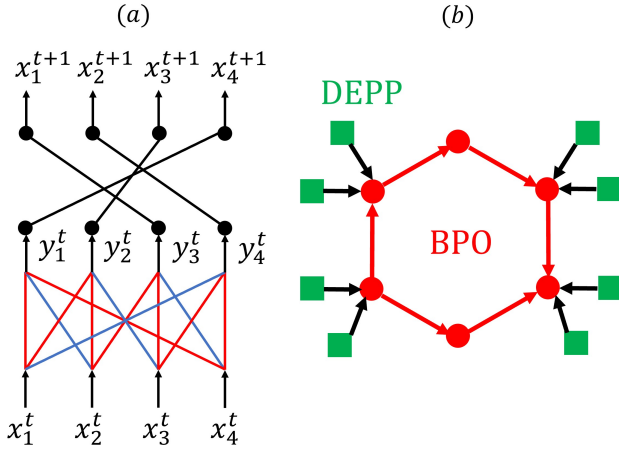 (a)
x_1^{t+1} x_2^{t+1} x_3^{t+1} x_4^{t+1}
y_1^t y_2^t y_3^t y_4^t
x_1^t x_2^t x_3^t x_4^t
(b)
DEPP
BPO